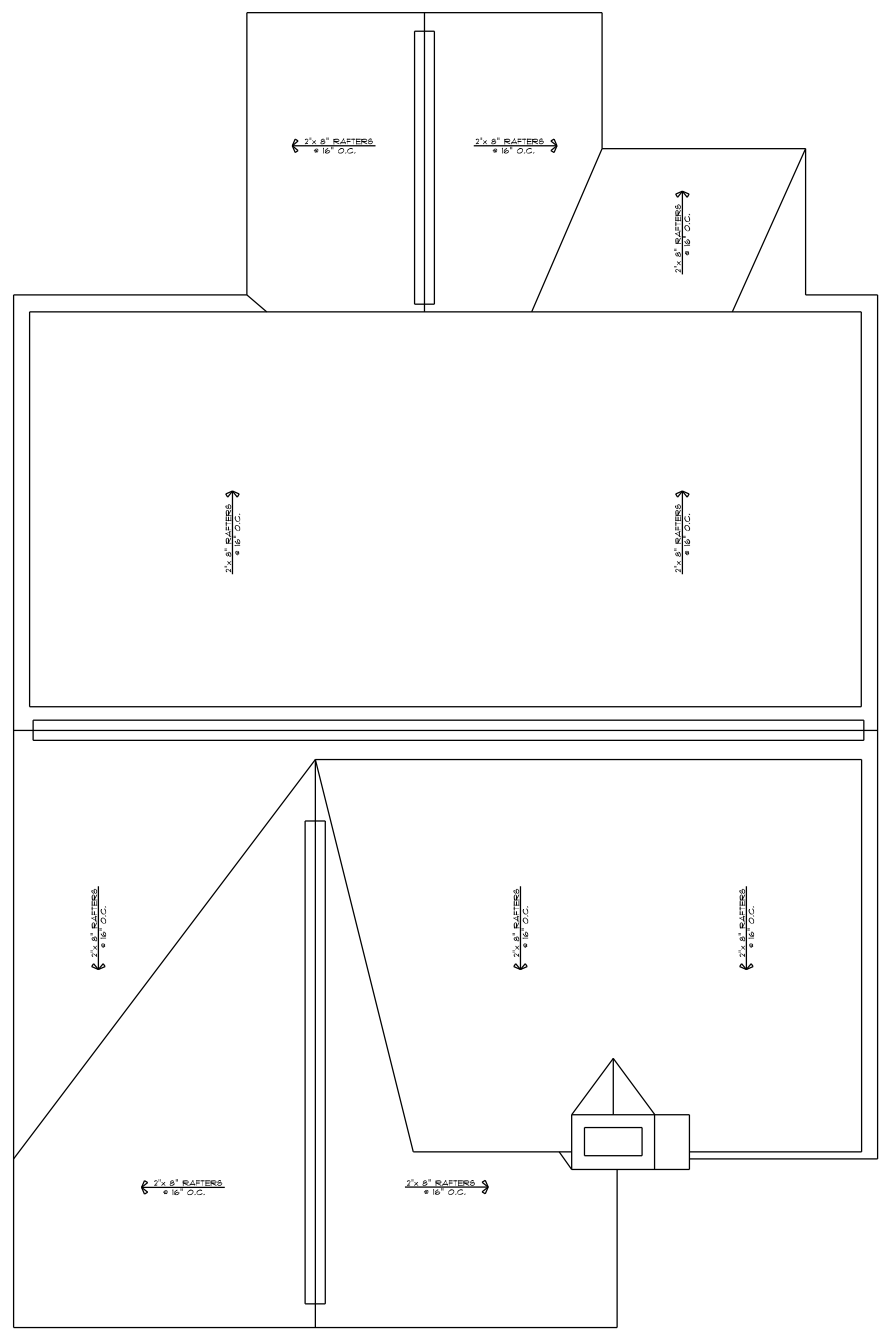 2"x 8" RAFTERS
@ 16" O.C.
2"x 8" RAFTERS
@ 16" O.C.
2"x 8" RAFTERS
@ 16" O.C.
2"x 8" RAFTERS
@ 16" O.C.
2"x 8" RAFTERS
@ 16" O.C.
2"x 8" RAFTERS
@ 16" O.C.
2"x 8" RAFTERS
@ 16" O.C.
2"x 8" RAFTERS
@ 16" O.C.
2"x 8" RAFTERS
@ 16" O.C.
2"x 8" RAFTERS
@ 16" O.C.